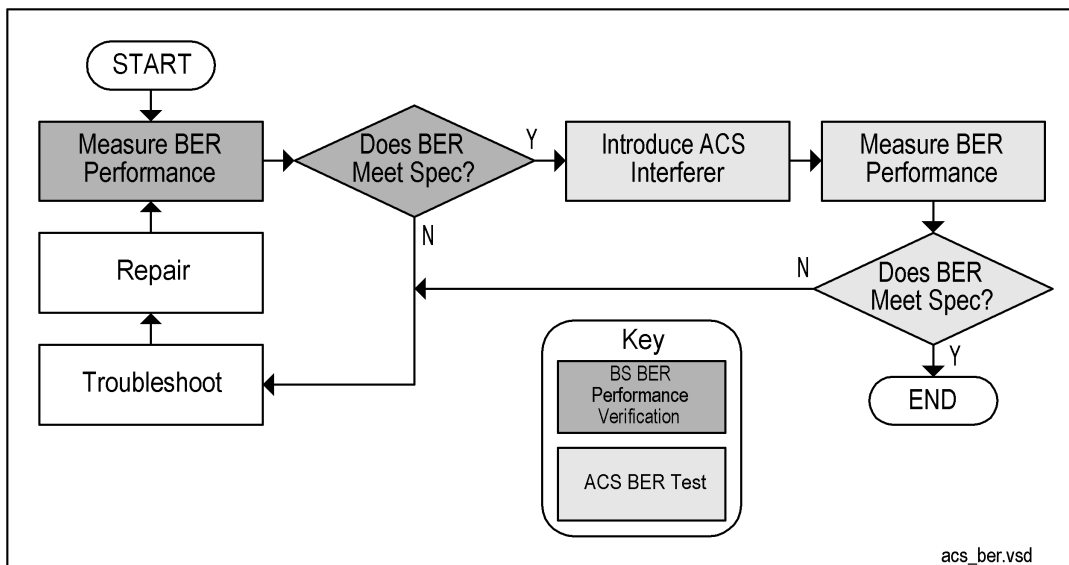 START
Measure BER
Performance
Does BER
Meet Spec?
Y
Introduce ACS
Interferer
Measure BER
Performance
N
Repair
N
Does BER
Meet Spec?
Troubleshoot
Y
END
Key
BS BER
Performance
Verification
ACS BER Test
acs_ber.vsd